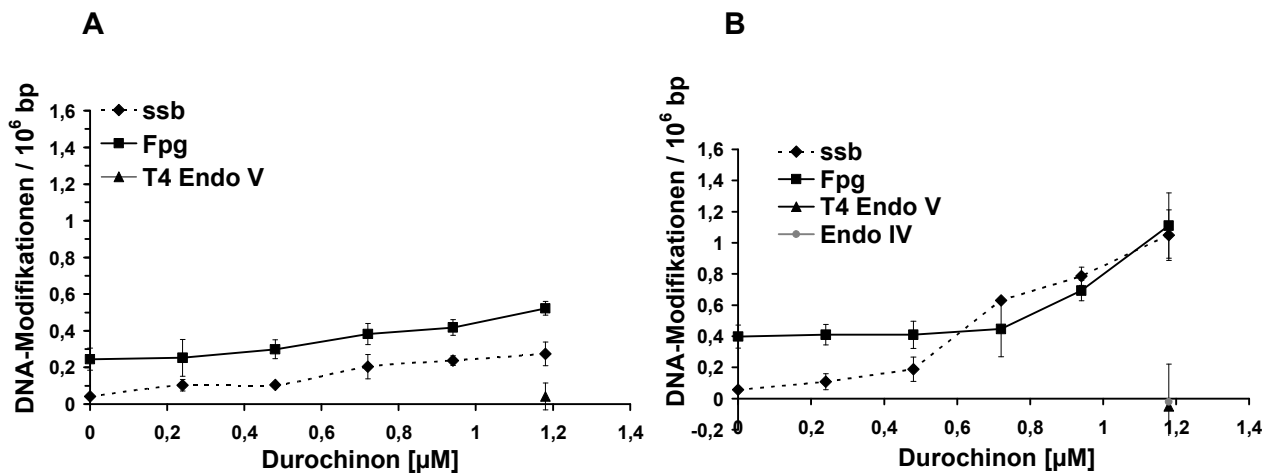 A
DNA-Modifikationen / 10⁶ bp
1,6
1,4
1,2
1
0,8
0,6
0,4
0,2
0
ssb
Fpg
T4 Endo V
0 0,2 0,4 0,6 0,8 1 1,2 1,4
Durochinon [µM]
B
DNA-Modifikationen / 10⁶ bp
1,6
1,4
1,2
1
0,8
0,6
0,4
0,2
0
-0,2
ssb
Fpg
T4 Endo V
Endo IV
0 0,2 0,4 0,6 0,8 1 1,2 1,4
Durochinon [µM]